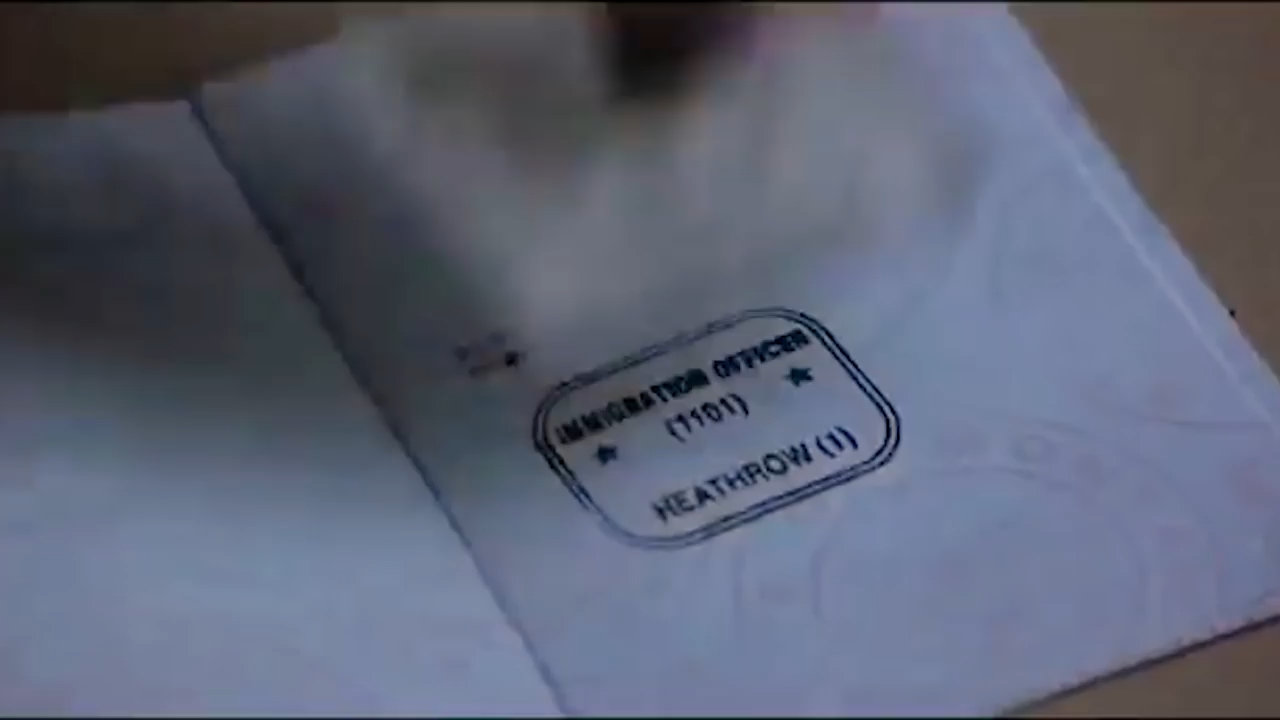 IMMIGRATION OFFICER
★ (1101) ★
HEATHROW (1)